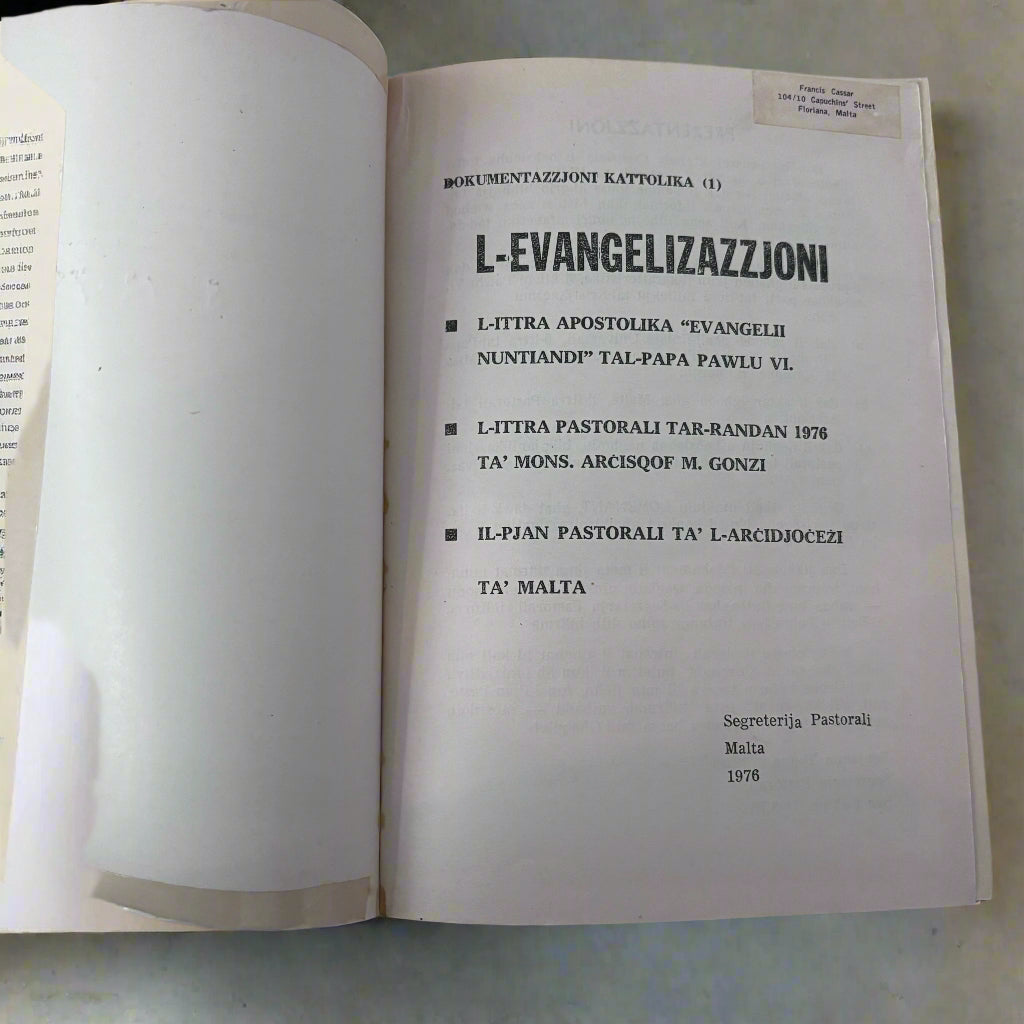 Francis Cassar
104/10 Capuchins' Street
Floriana, Malta
DOKUMENTAZZJONI KATTOLIKA (1)
L-EVANGELIZAZZJONI
L-ITTRA APOSTOLIKA “EVANGELII
NUNTIANDI” TAL-PAPA PAWLU VI.
L-ITTRA PASTORALI TAR-RANDAN 1976
TA’ MONS. ARĊISQOF M. GONZI
IL-PJAN PASTORALI TA’ L-ARĊIDJOĊEŻI
TA’ MALTA
Segreterija Pastorali
Malta
1976